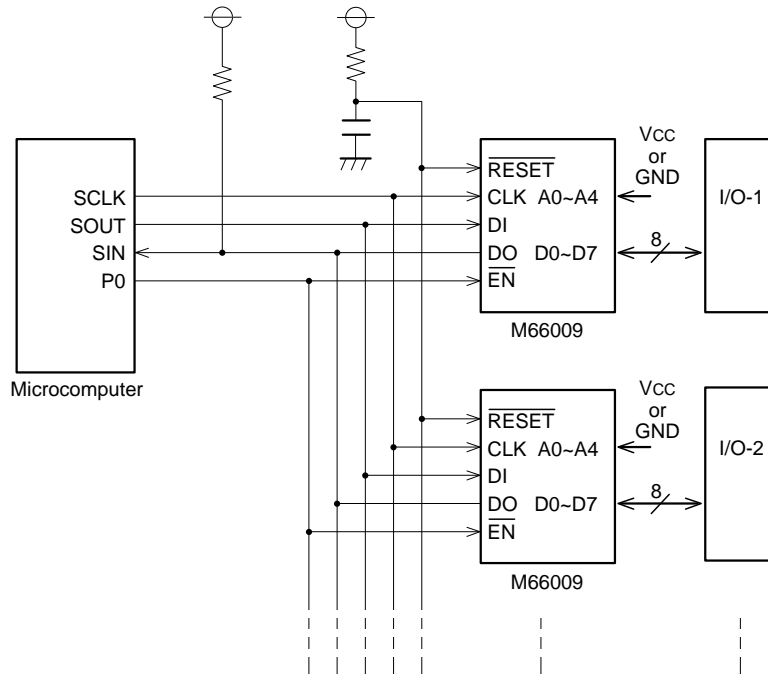 Microcomputer
SCLK
SOUT
SIN
P0
RESET
CLK A0~A4
DI
DO D0~D7
EN
M66009
VCC
or
GND
8
I/O-1
RESET
CLK A0~A4
DI
DO D0~D7
EN
M66009
VCC
or
GND
8
I/O-2